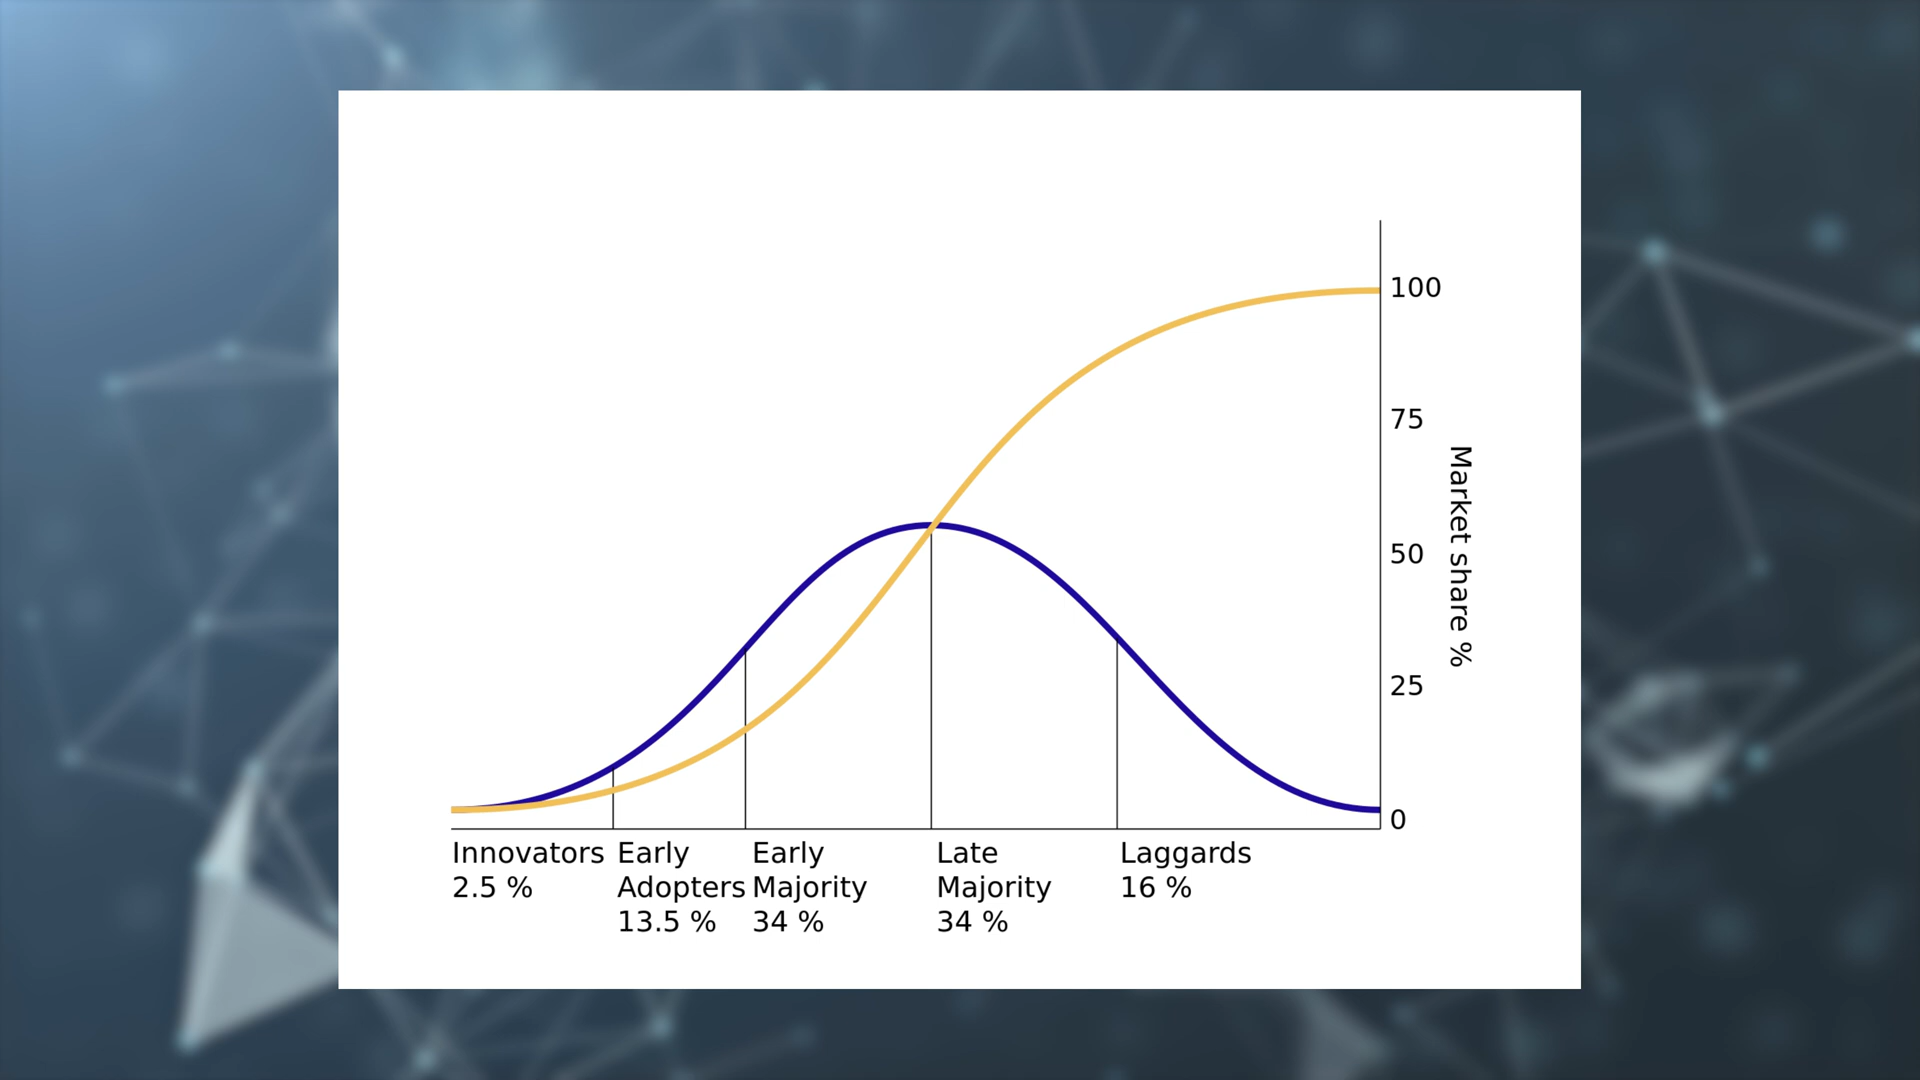 100
75
50
25
0
Market share %
Innovators
2.5 %
Early
Adopters
13.5 %
Early
Majority
34 %
Late
Majority
34 %
Laggards
16 %